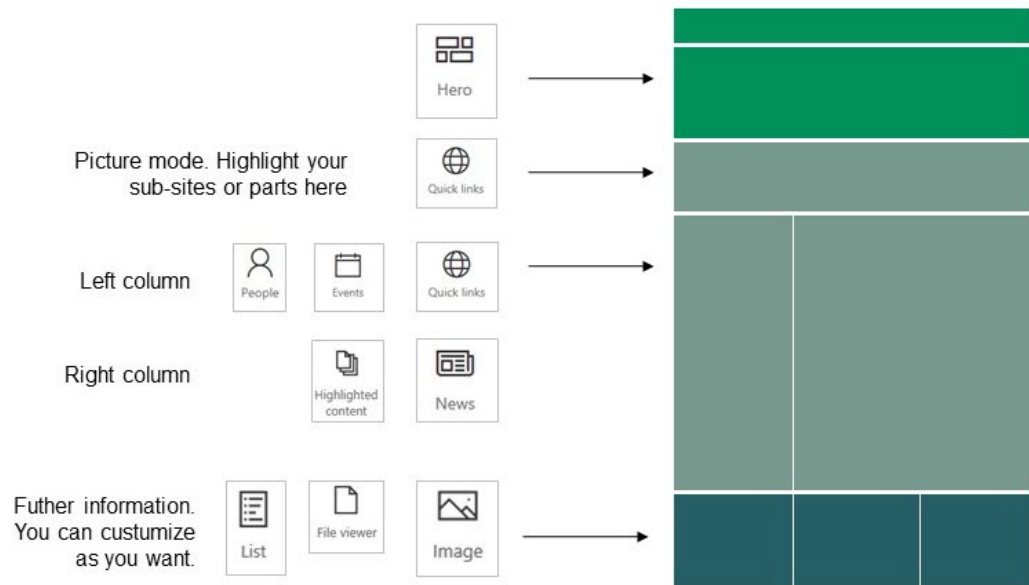 Hero
Picture mode. Highlight your
sub-sites or parts here
Quick links
Left column
People
Events
Quick links
Right column
Highlighted
content
News
Futher information.
You can custumize
as you want.
List
File viewer
Image